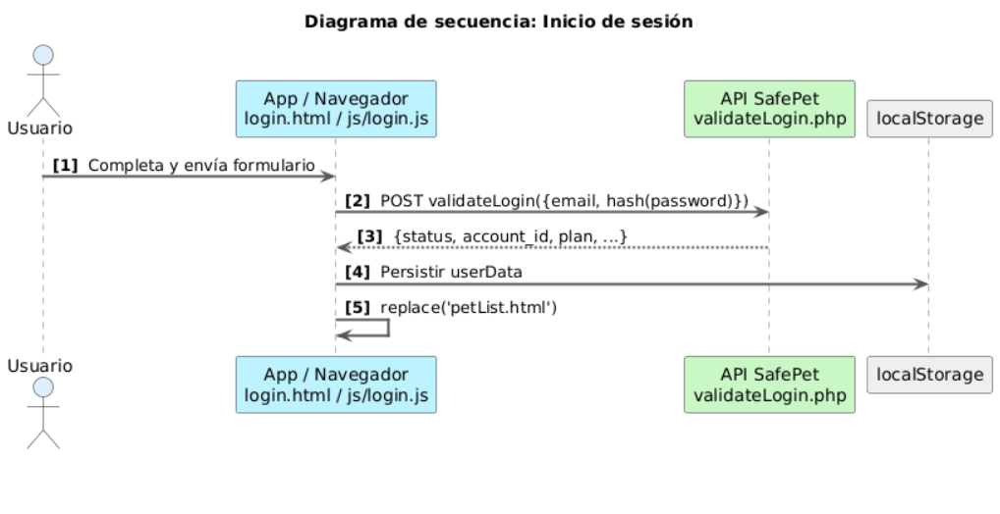 Diagrama de secuencia: Inicio de sesión
Usuario
App / Navegador
login.html / js/login.js
API SafePet
validateLogin.php
localStorage
[1] Completa y envía formulario
[2] POST validateLogin({email, hash(password)})
[3] {status, account_id, plan, ...}
[4] Persistir userData
[5] replace('petList.html')
Usuario
App / Navegador
login.html / js/login.js
API SafePet
validateLogin.php
localStorage